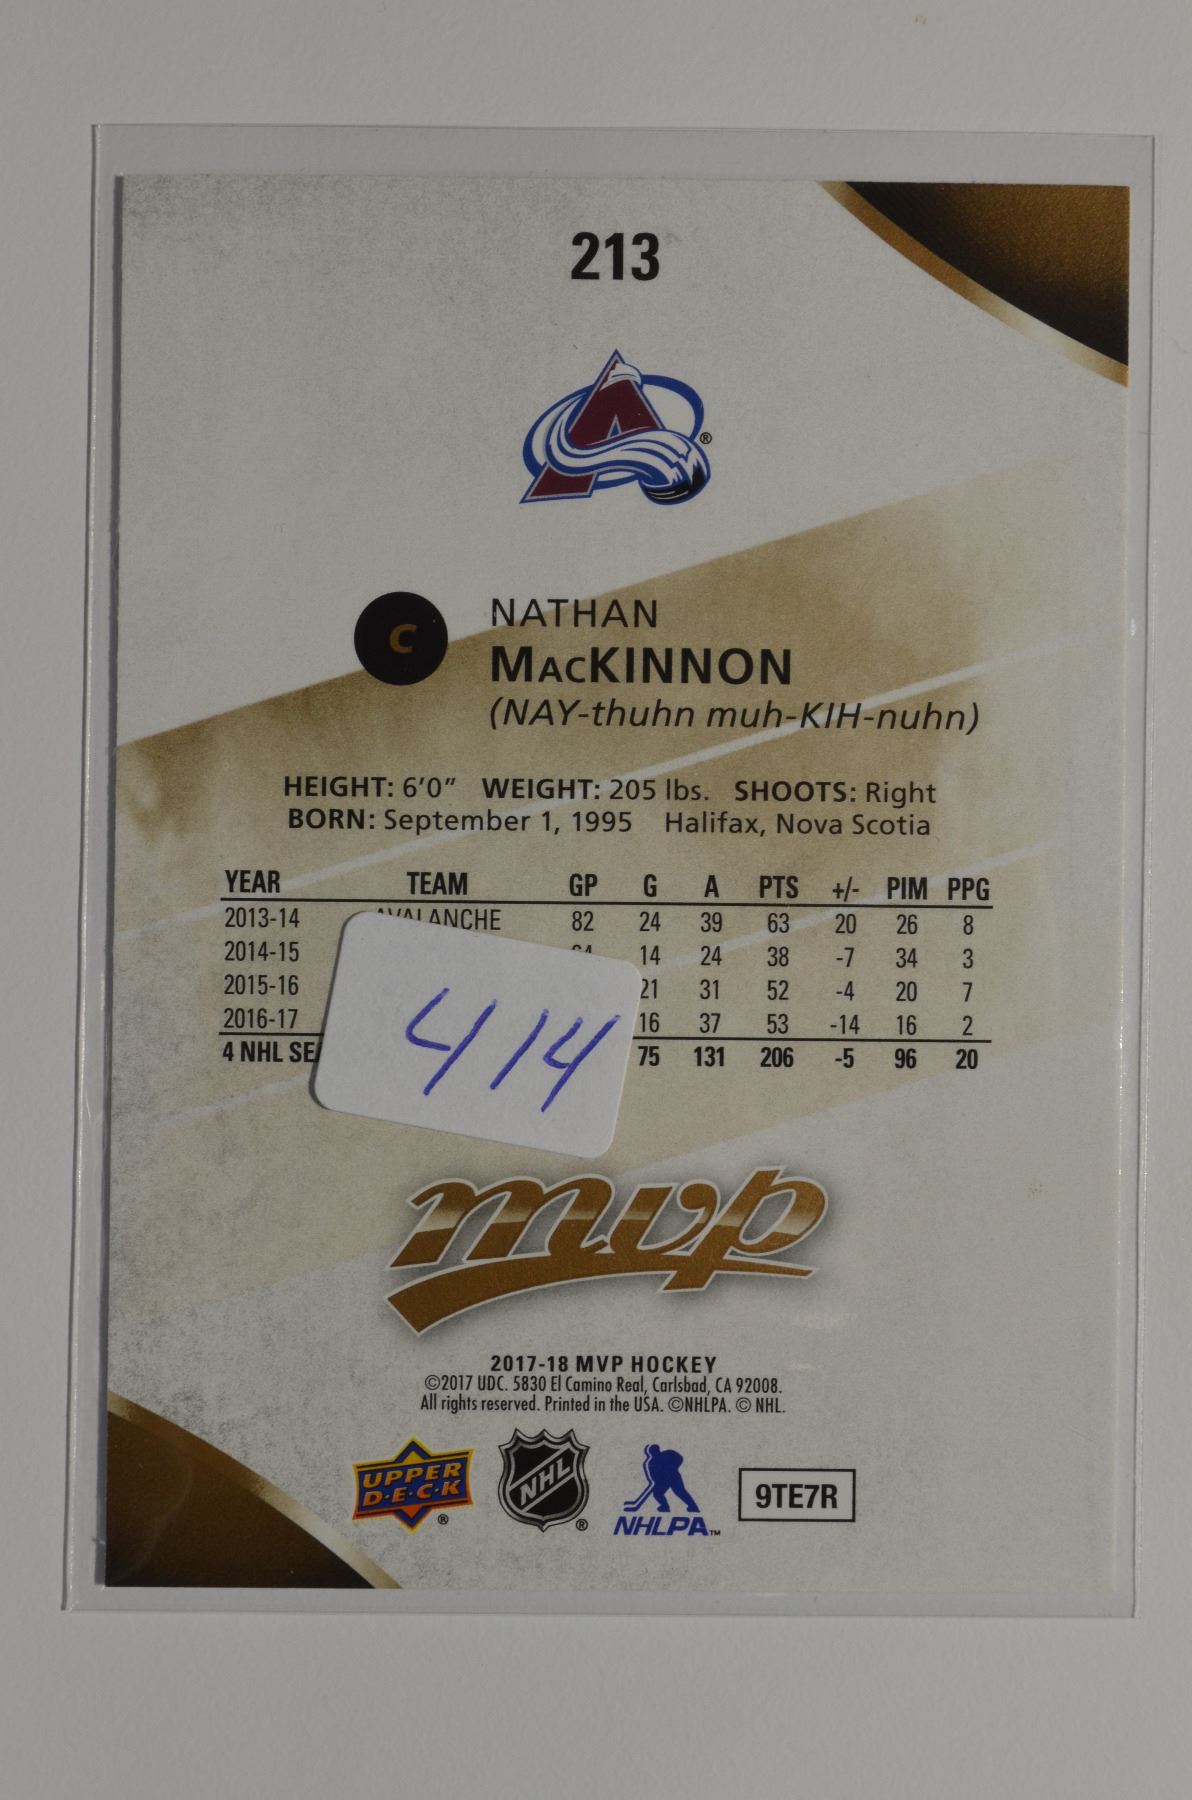 213
®
C
NATHAN
MacKINNON
(NAY-thuhn muh-KIH-nuhn)
HEIGHT: 6'0" WEIGHT: 205 lbs. SHOOTS: Right
BORN: September 1, 1995 Halifax, Nova Scotia
YEAR TEAM GP G A PTS +/- PIM PPG
2013-14 AVALANCHE 82 24 39 63 20 26 8
2014-15 14 24 38 -7 34 3
2015-16 21 31 52 -4 20 7
2016-17 16 37 53 -14 16 2
4 NHL 75 131 206 -5 96 20
414
mvp
2017-18 MVP HOCKEY
©2017 UDC. 5830 El Camino Real, Carlsbad, CA 92008.
All rights reserved. Printed in the USA. ©NHLPA. © NHL.
UPPER
D·E·C·K ®
NHL ®
NHLPA™
9TE7R